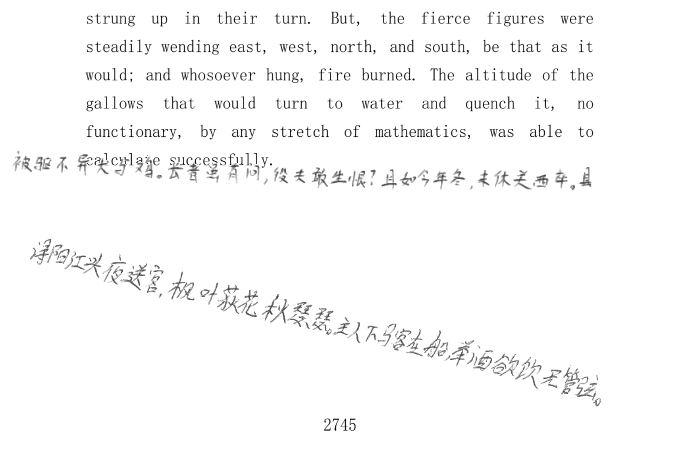 strung up in their turn. But, the fierce figures were
steadily wending east, west, north, and south, be that as it
would; and whosoever hung, fire burned. The altitude of the
gallows that would turn to water and quench it, no
functionary, by any stretch of mathematics, was able to
calculate successfully.
被驱不异犬与鸡。长者虽有问，役夫敢生恨？且如今年冬，未休关西卒。县
浔阳江头夜送客，枫叶荻花秋瑟瑟。主人下马客在船，举酒欲饮无管弦。
2745